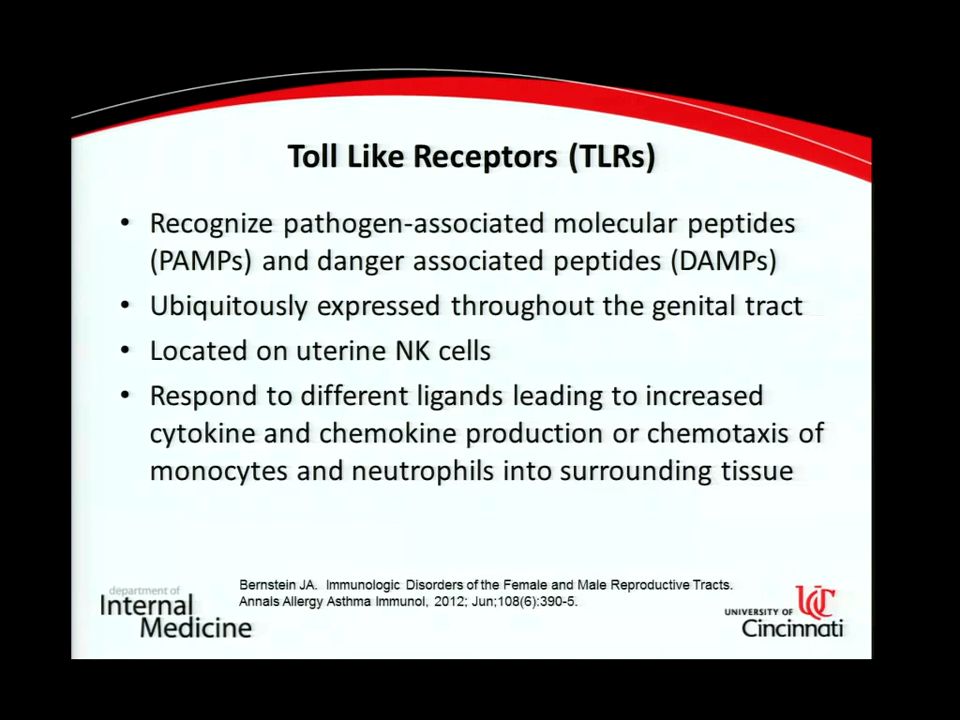 Toll Like Receptors (TLRs)
• Recognize pathogen-associated molecular peptides
(PAMPs) and danger associated peptides (DAMPs)
• Ubiquitously expressed throughout the genital tract
• Located on uterine NK cells
• Respond to different ligands leading to increased
cytokine and chemokine production or chemotaxis of
monocytes and neutrophils into surrounding tissue
Bernstein JA. Immunologic Disorders of the Female and Male Reproductive Tracts.
Annals Allergy Asthma Immunol, 2012; Jun;108(6):390-5.
department of
Internal
Medicine
UC
UNIVERSITY OF
Cincinnati